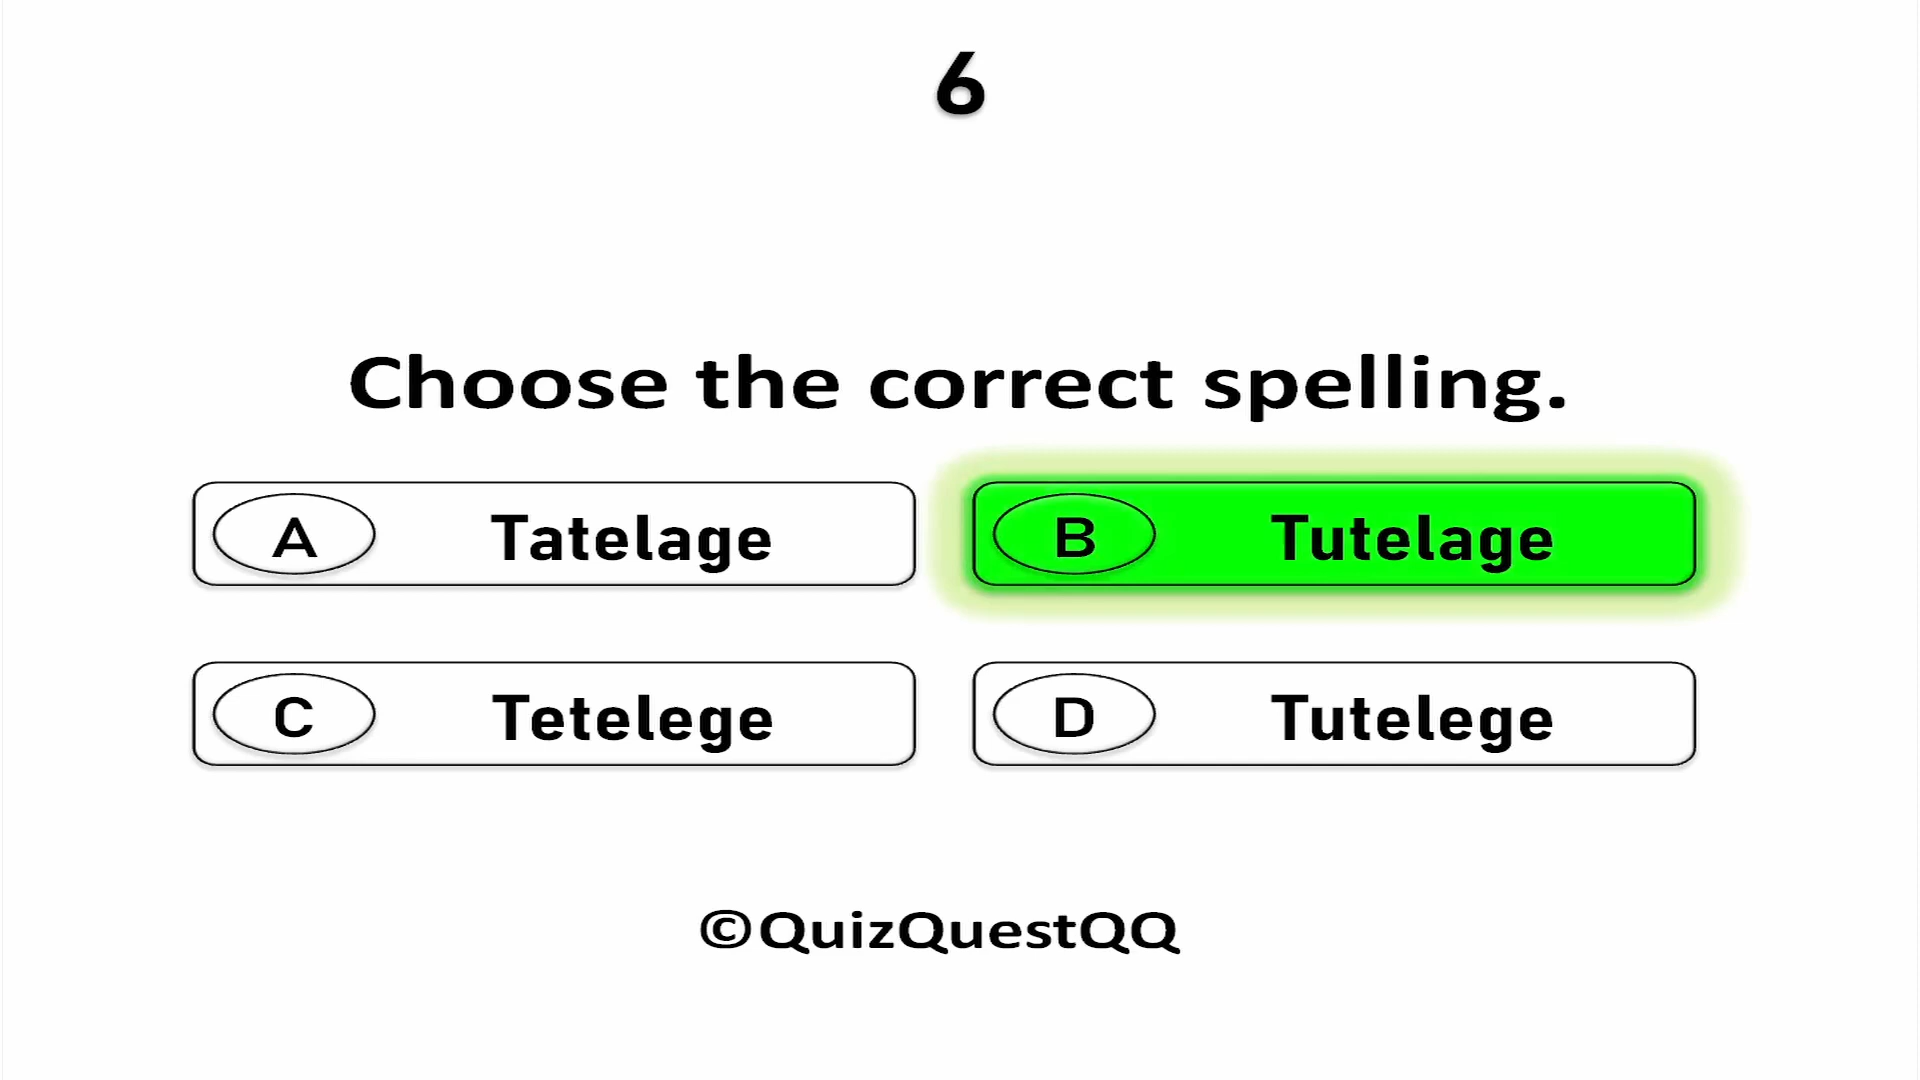 6
Choose the correct spelling.
A Tatelage
B Tutelage
C Tetelege
D Tutelege
©QuizQuestQQ